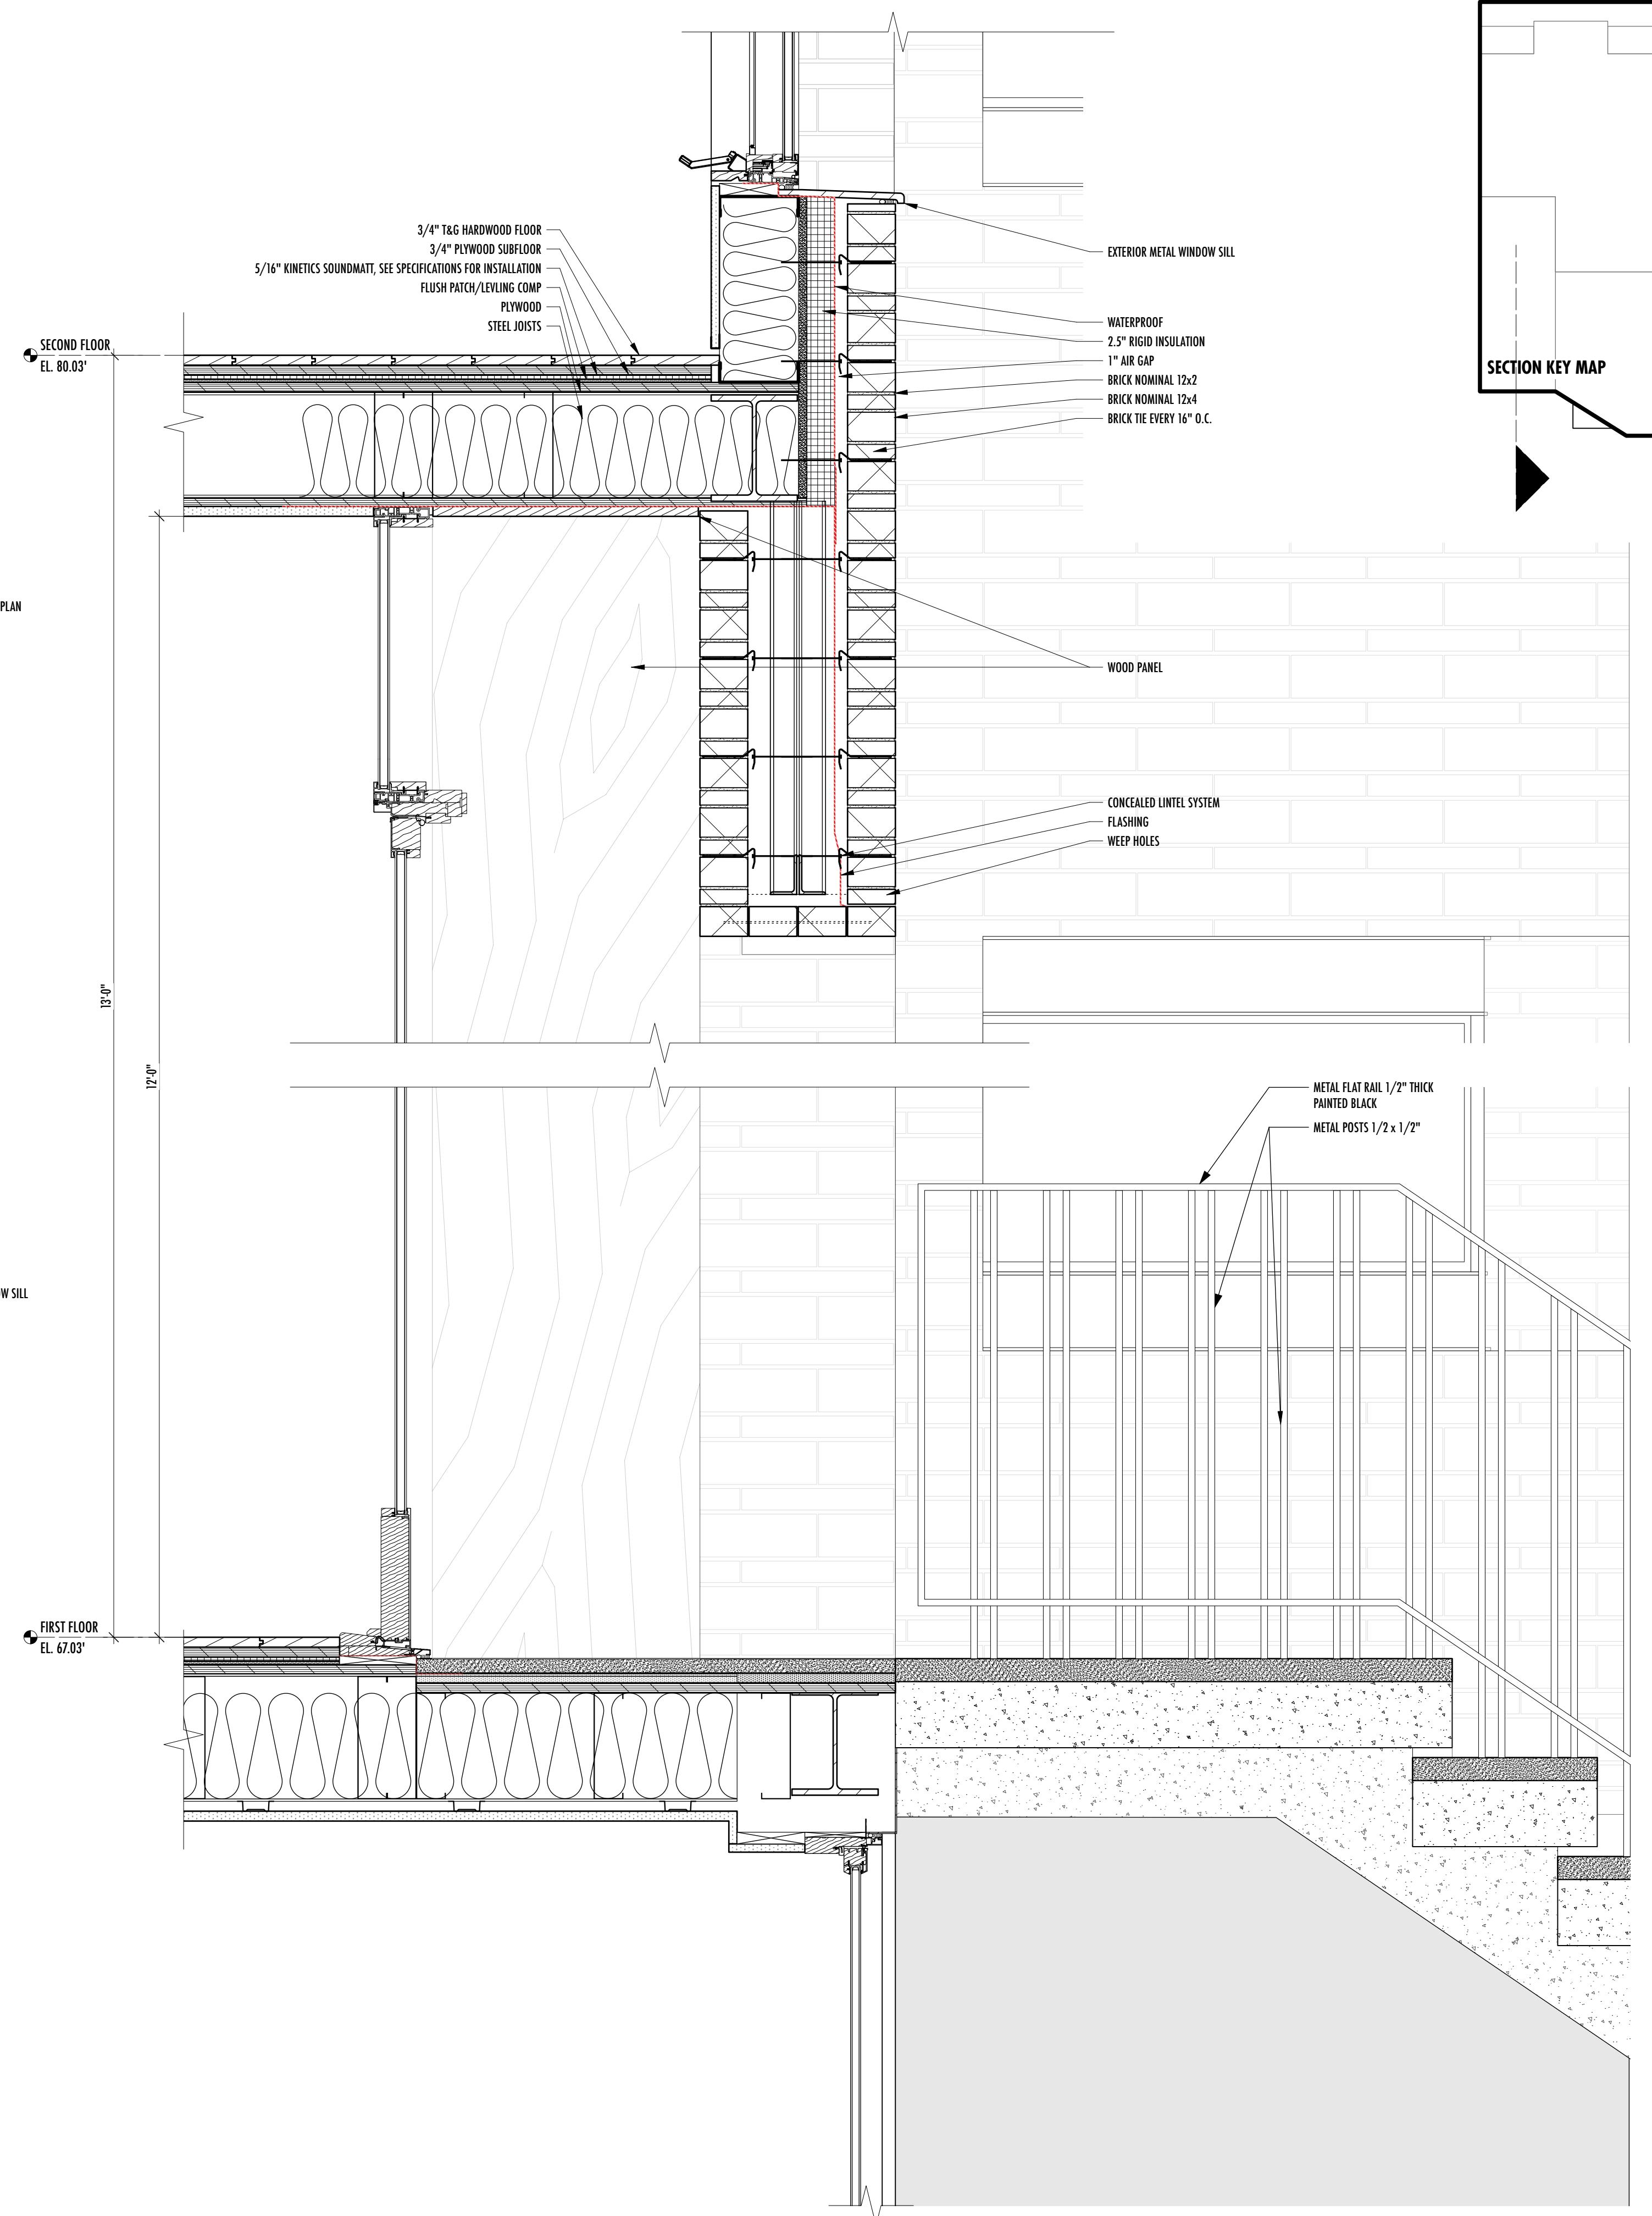 SECTION KEY MAP
3/4" T&G HARDWOOD FLOOR
3/4" PLYWOOD SUBFLOOR
5/16" KINETICS SOUNDMATT, SEE SPECIFICATIONS FOR INSTALLATION
FLUSH PATCH/LEVLING COMP
PLYWOOD
STEEL JOISTS
SECOND FLOOR
EL. 80.03'
EXTERIOR METAL WINDOW SILL
WATERPROOF
2.5" RIGID INSULATION
1" AIR GAP
BRICK NOMINAL 12x2
BRICK NOMINAL 12x4
BRICK TIE EVERY 16" O.C.
PLAN
WOOD PANEL
CONCEALED LINTEL SYSTEM
FLASHING
WEEP HOLES
13'-0"
12'-0"
METAL FLAT RAIL 1/2" THICK
PAINTED BLACK
METAL POSTS 1/2 x 1/2"
W SILL
FIRST FLOOR
EL. 67.03'